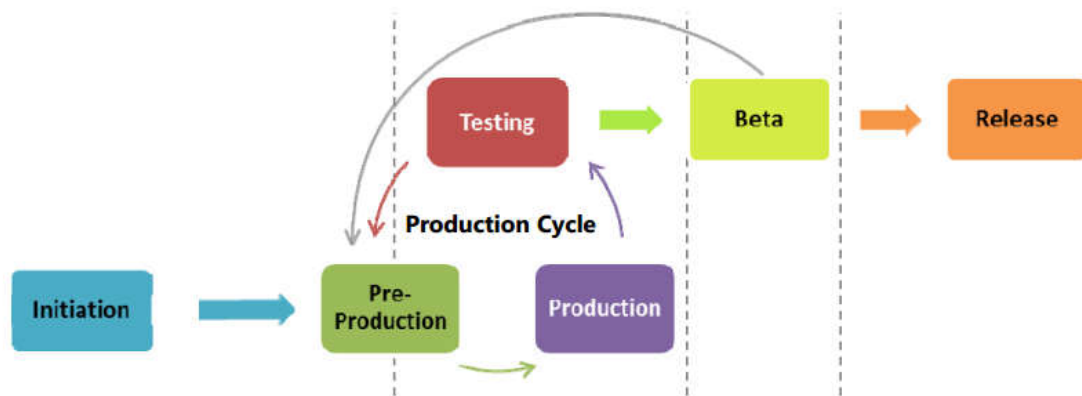 Testing
Beta
Release
Production Cycle
Initiation
Pre-
Production
Production